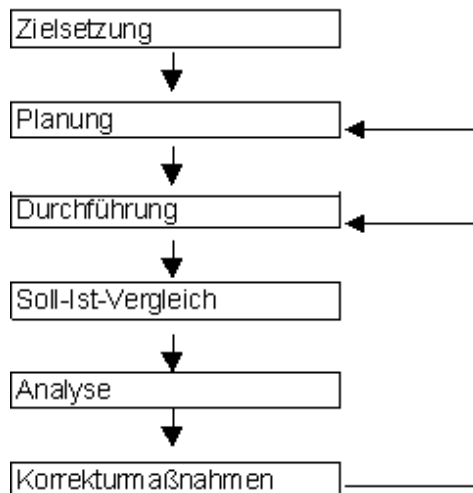 Zielsetzung
Planung
Durchführung
Soll-Ist-Vergleich
Analyse
Korrekturmaßnahmen